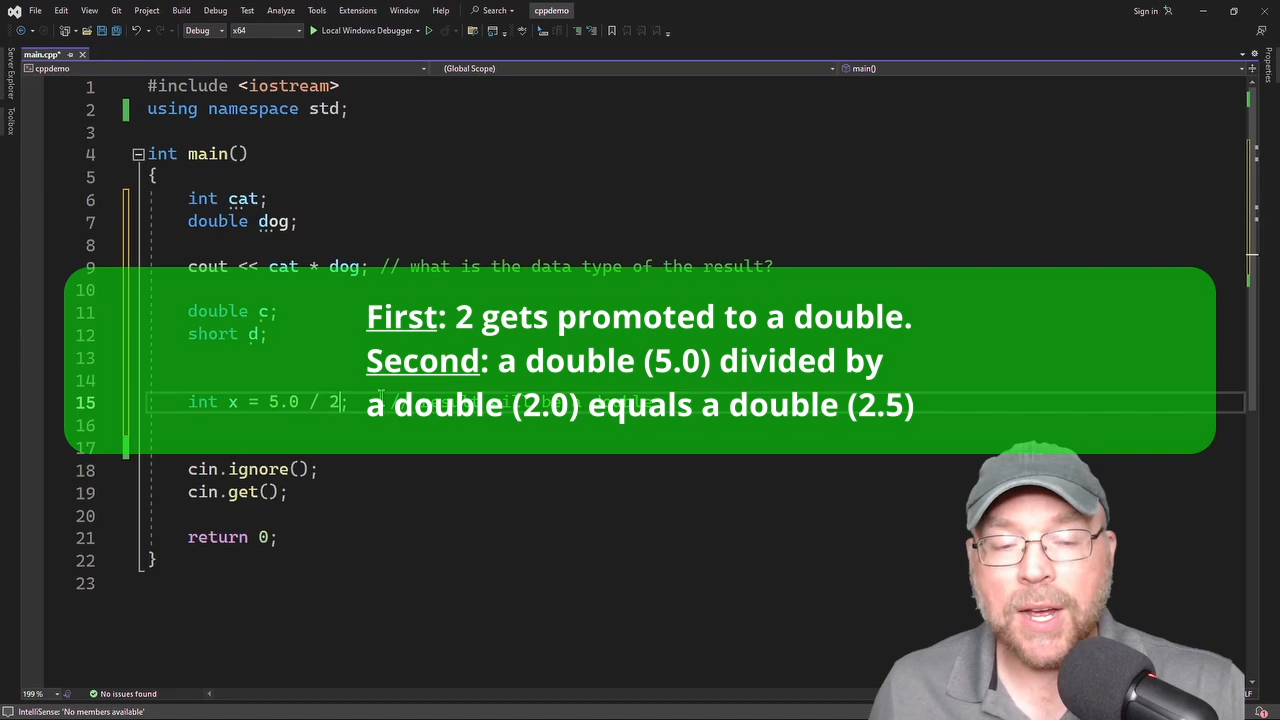 File Edit View Git Project Build Debug Test Analyze Tools Extensions Window Help Search cppdemo Sign in
Debug x64 Local Windows Debugger
Server Explorer
Toolbox
Properties
main.cpp*
cppdemo (Global Scope) main()
1 #include <iostream>
2 using namespace std;
3
4 int main()
5 {
6 int cat;
7 double dog;
8
9 cout << cat * dog; // what is the data type of the result?
10
11 double c;
12 short d;
13
14
15 int x = 5.0 / 2; //
16
17
18 cin.ignore();
19 cin.get();
20
21 return 0;
22 }
23
First: 2 gets promoted to a double.
Second: a double (5.0) divided by
a double (2.0) equals a double (2.5)
199 % No issues found
IntelliSense: 'No members available'